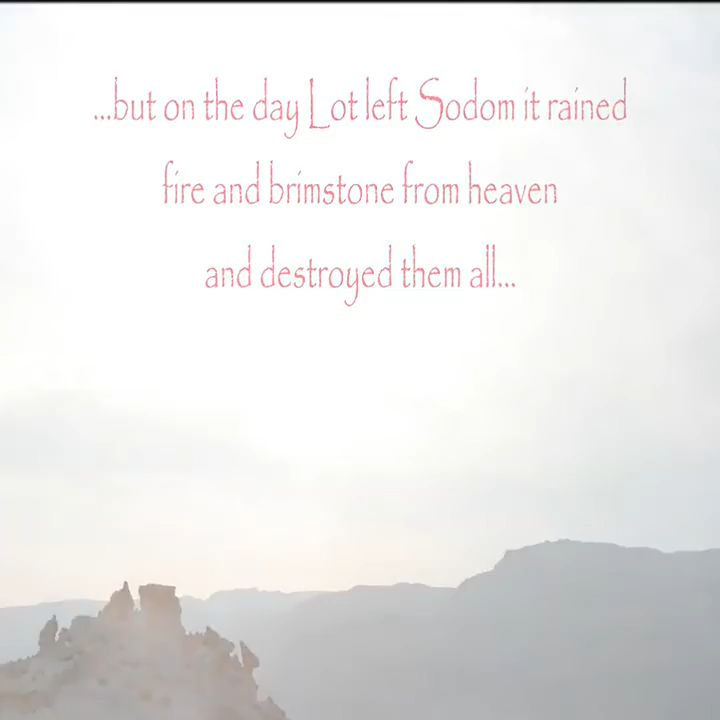 ...but on the day Lot left Sodom it rained
fire and brimstone from heaven
and destroyed them all...